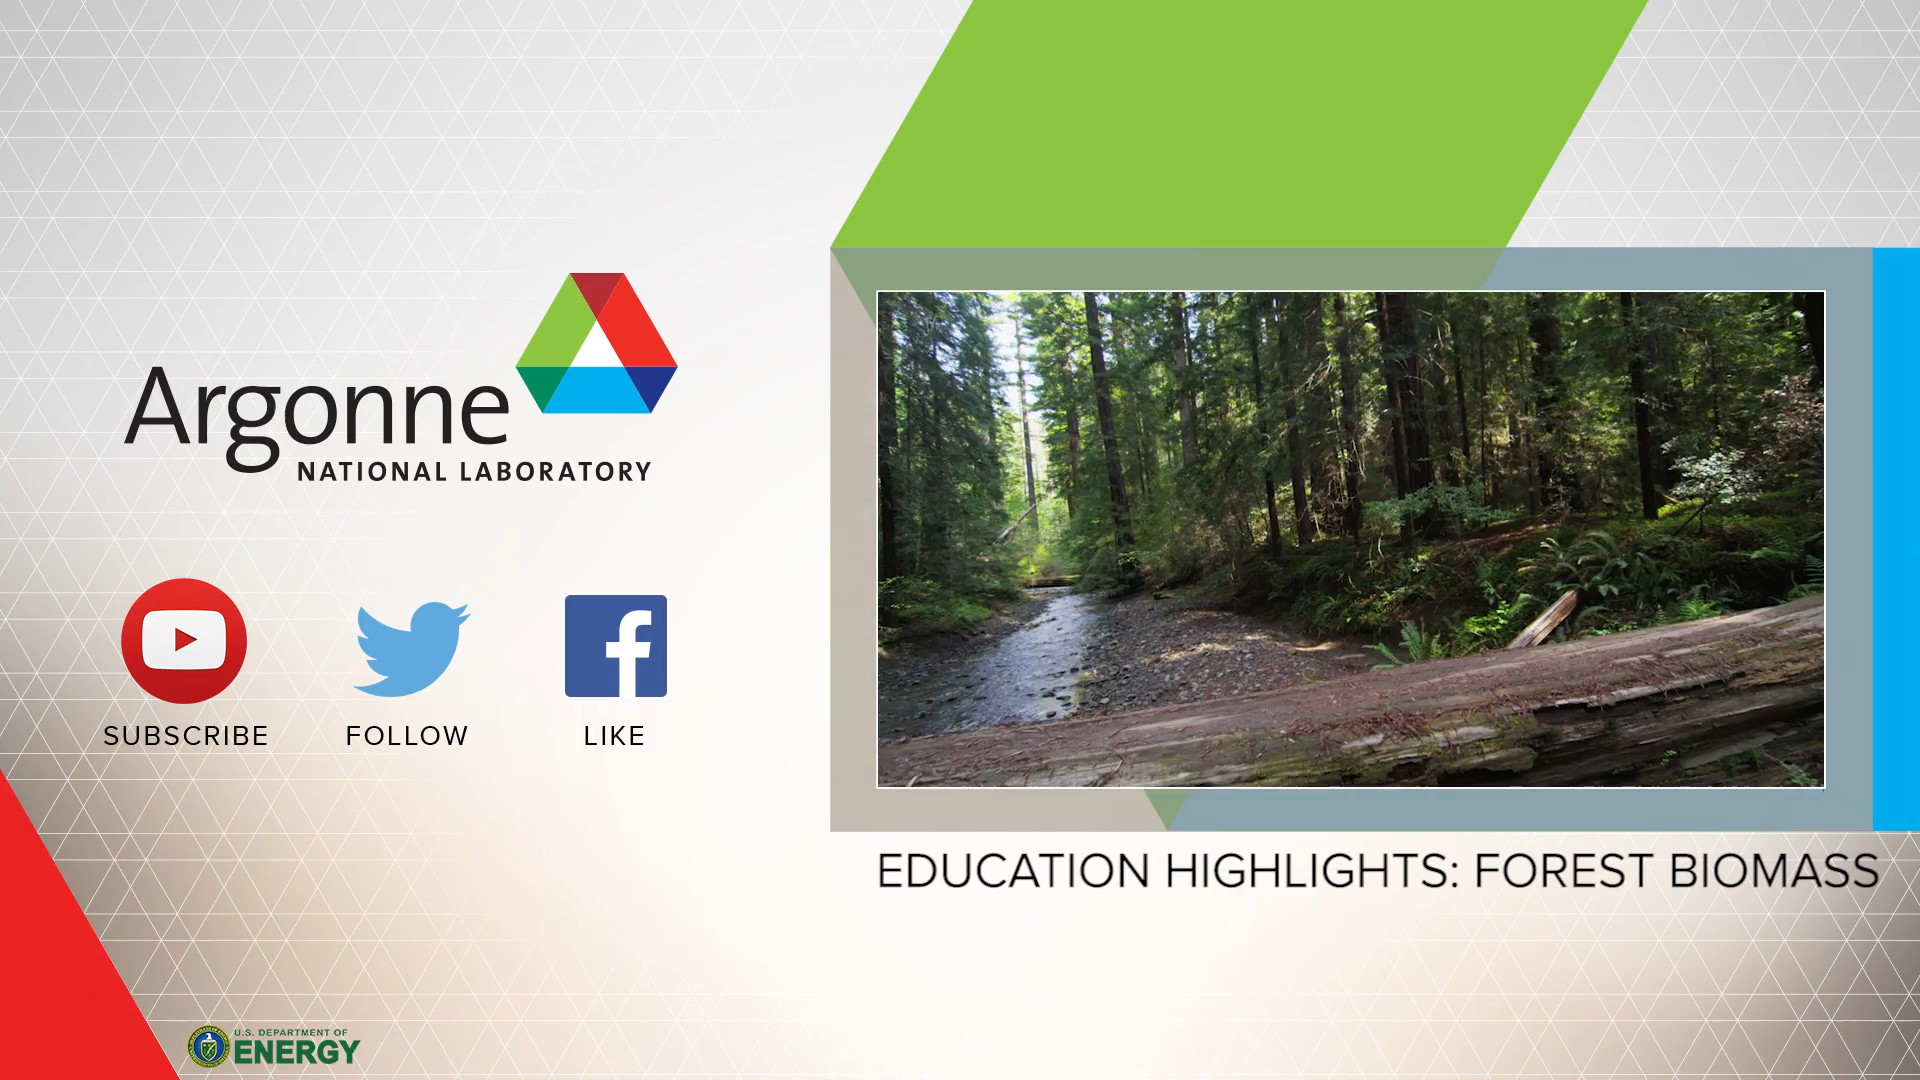 Argonne
NATIONAL LABORATORY
SUBSCRIBE
FOLLOW
LIKE
EDUCATION HIGHLIGHTS: FOREST BIOMASS
U.S. DEPARTMENT OF
ENERGY